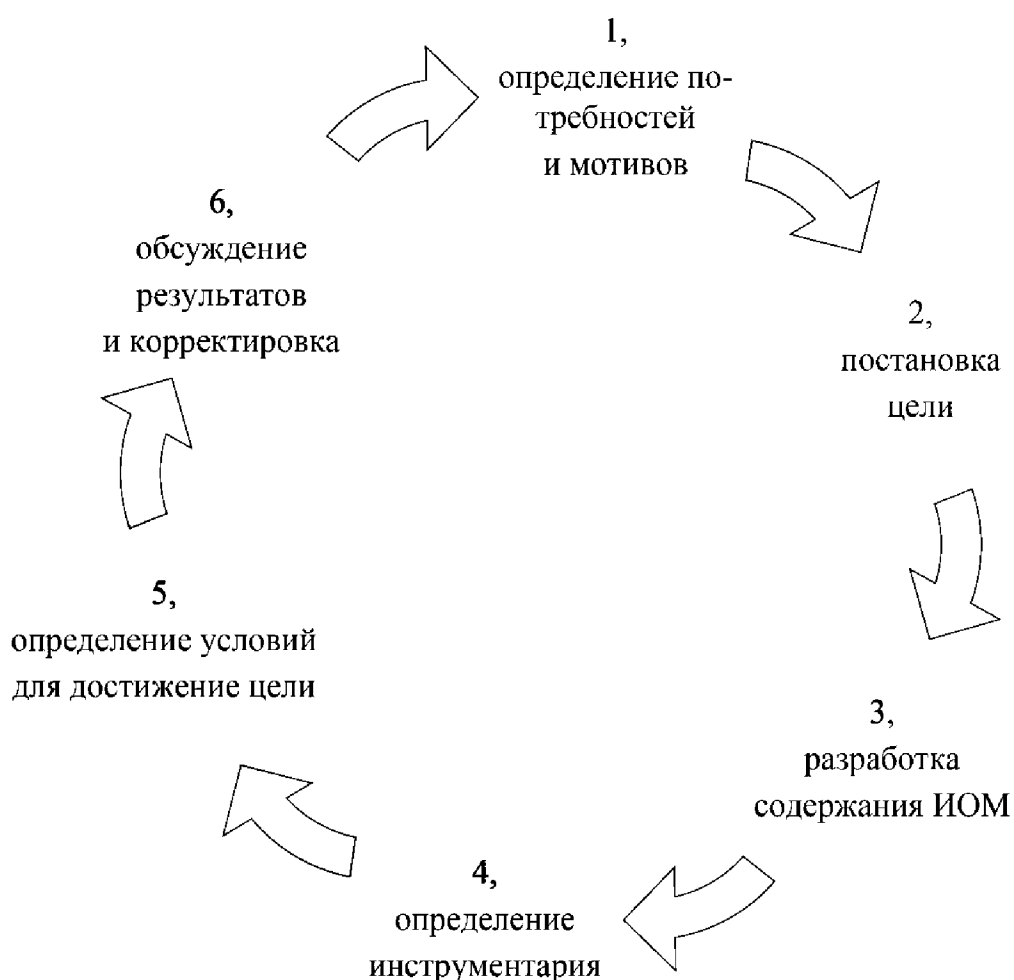 1,
определение по-
требностей
и мотивов
2,
постановка
цели
3,
разработка
содержания ИОМ
4,
определение
инструментария
5,
определение условий
для достижение цели
6,
обсуждение
результатов
и корректировка